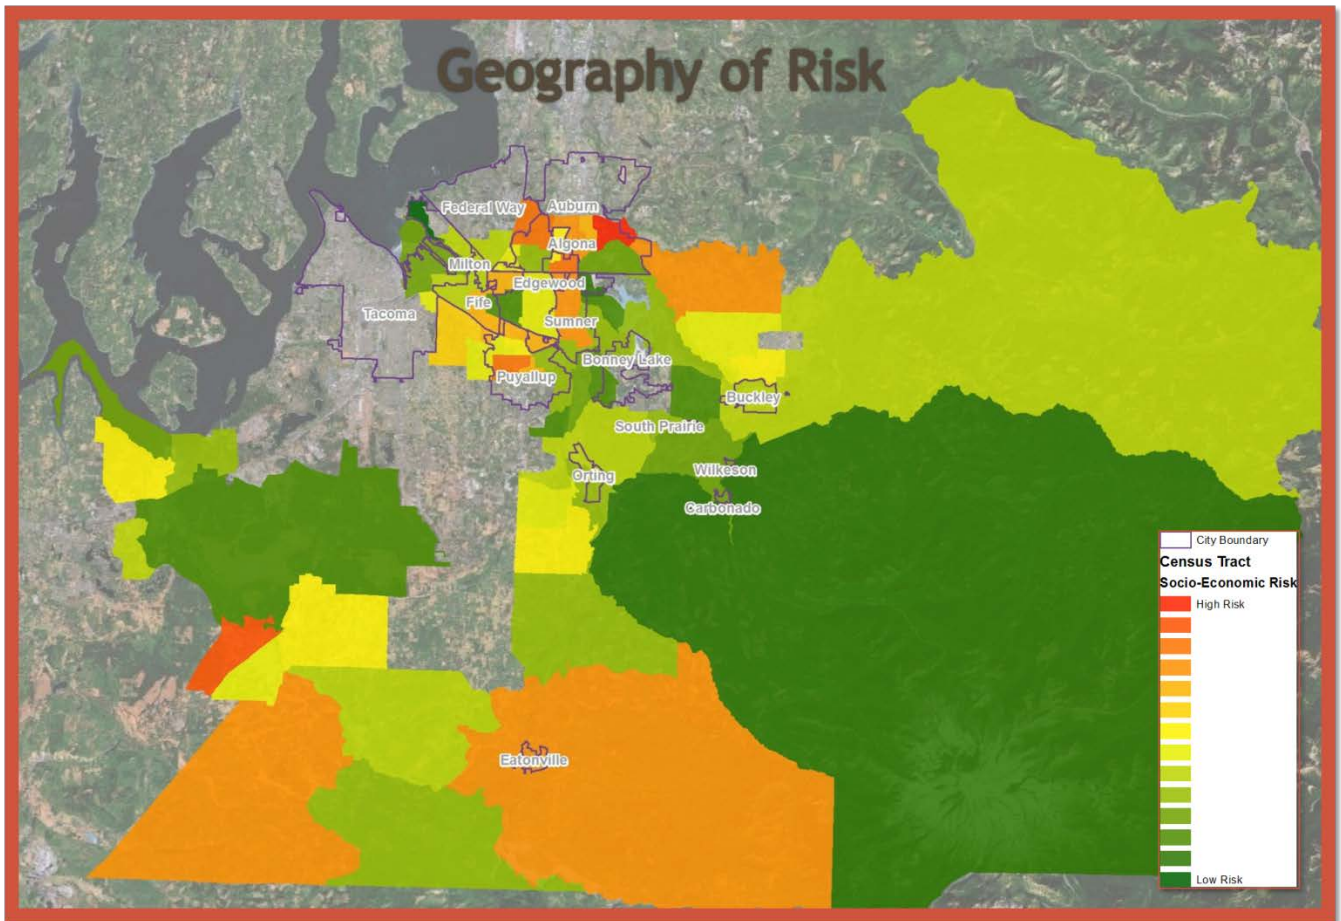 Geography of Risk
Federal Way
Auburn
Algona
Milton
Edgewood
Fife
Tacoma
Sumner
Bonney Lake
Puyallup
Buckley
South Prairie
Orting
Wilkeson
Carbonado
Eatonville
City Boundary
Census Tract
Socio-Economic Risk
High Risk
Low Risk